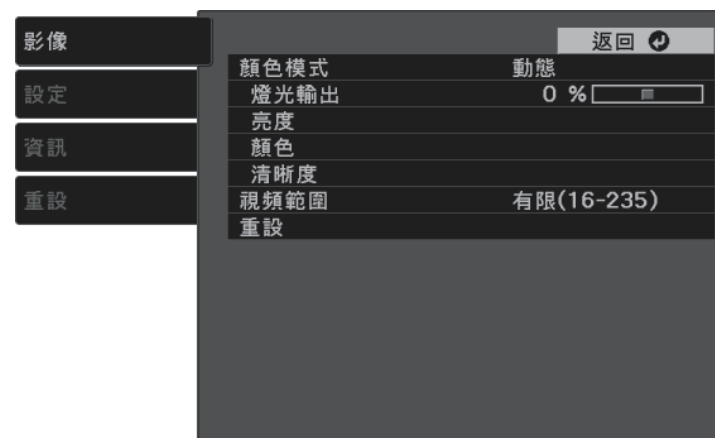 影像
設定
資訊
重設
返回
顏色模式 動態
燈光輸出 0 %
亮度
顏色
清晰度
視頻範圍 有限(16-235)
重設